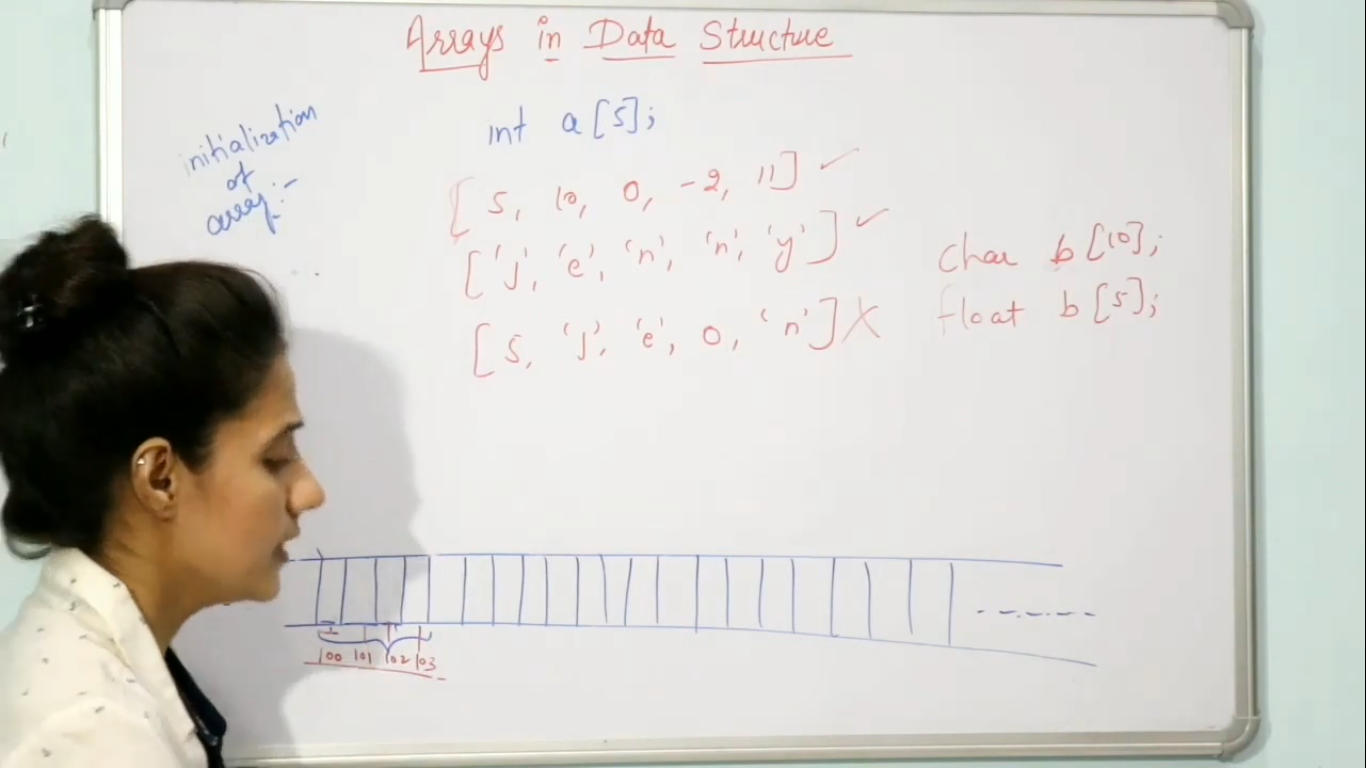 Arrays in Data Structure
initialization
of
array:-
int a[5];
[5, 10, 0, -2, 11] ✓
['j', 'e', 'n', 'n', 'y'] ✓
[5, 'j', 'e', 0, 'n'] X
char b[10];
float b[5];
100 101 102 103